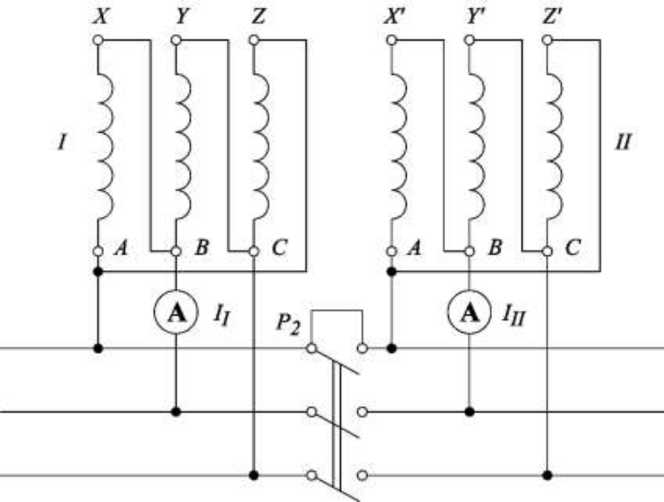 X Y Z X' Y' Z'
I II
A B C A B C
A I_I P_2 A I_II